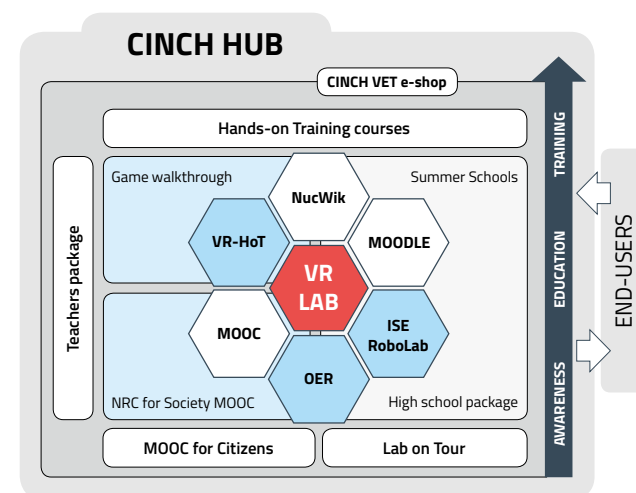 CINCH HUB
CINCH VET e-shop
Hands-on Training courses
Teachers package
Game walkthrough
Summer Schools
NucWik
VR-HoT
MOODLE
VR
LAB
MOOC
ISE
RoboLab
OER
NRC for Society MOOC
High school package
MOOC for Citizens
Lab on Tour
TRAINING
EDUCATION
AWARENESS
END-USERS